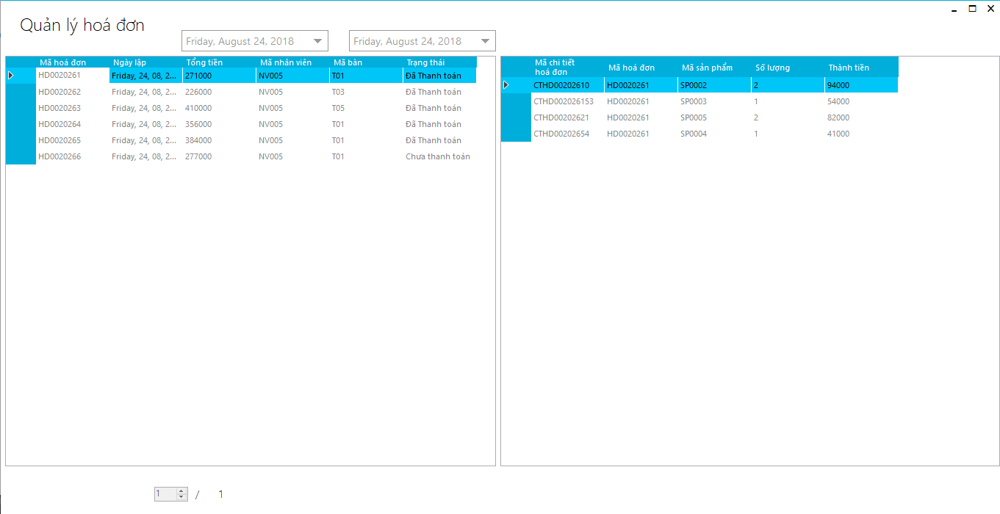 Quản lý hoá đơn
Friday, August 24, 2018 Friday, August 24, 2018
Mã hoá đơn Ngày lập Tổng tiền Mã nhân viên Mã bàn Trạng thái
HD0020261 Friday, 24, 08, 2... 271000 NV005 T01 Đã Thanh toán
HD0020262 Friday, 24, 08, 2... 226000 NV005 T03 Đã Thanh toán
HD0020263 Friday, 24, 08, 2... 410000 NV005 T05 Đã Thanh toán
HD0020264 Friday, 24, 08, 2... 356000 NV005 T01 Đã Thanh toán
HD0020265 Friday, 24, 08, 2... 384000 NV005 T01 Đã Thanh toán
HD0020266 Friday, 24, 08, 2... 277000 NV005 T01 Chưa thanh toán
Mã chi tiết
hoá đơn Mã hoá đơn Mã sản phẩm Số lượng Thành tiền
CTHD00202610 HD0020261 SP0002 2 94000
CTHD002026153 HD0020261 SP0003 1 54000
CTHD00202621 HD0020261 SP0005 2 82000
CTHD00202654 HD0020261 SP0004 1 41000
1 / 1